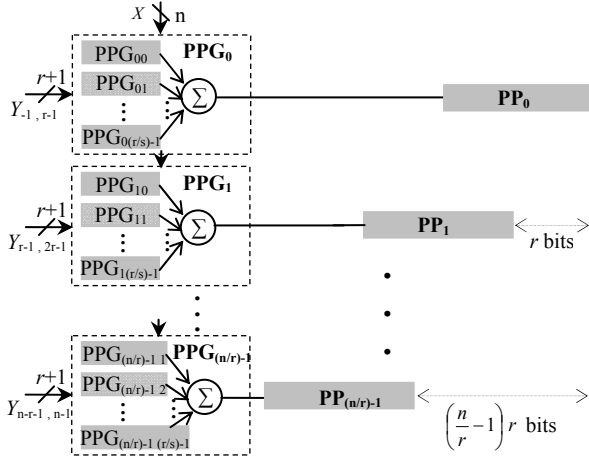 X n
PPG₀₀ PPG₀
r+1 PPG₀₁ ∑ PP₀
Y₋₁ , ᵣ₋₁
PPG₀₍ᵣ/ₛ₎₋₁
PPG₁₀ PPG₁
r+1 PPG₁₁ ∑ PP₁
Yᵣ₋₁ , ₂ᵣ₋₁ r bits
PPG₁₍ᵣ/ₛ₎₋₁
PPG₍ₙ/ᵣ₎₋₁ ₁ PPG₍ₙ/ᵣ₎₋₁
r+1 PPG₍ₙ/ᵣ₎₋₁ ₂ ∑ PP₍ₙ/ᵣ₎₋₁
Yₙ₋ᵣ₋₁ , ₙ₋₁ (n/r −1) r bits
PPG₍ₙ/ᵣ₎₋₁ ₍ᵣ/ₛ₎₋₁